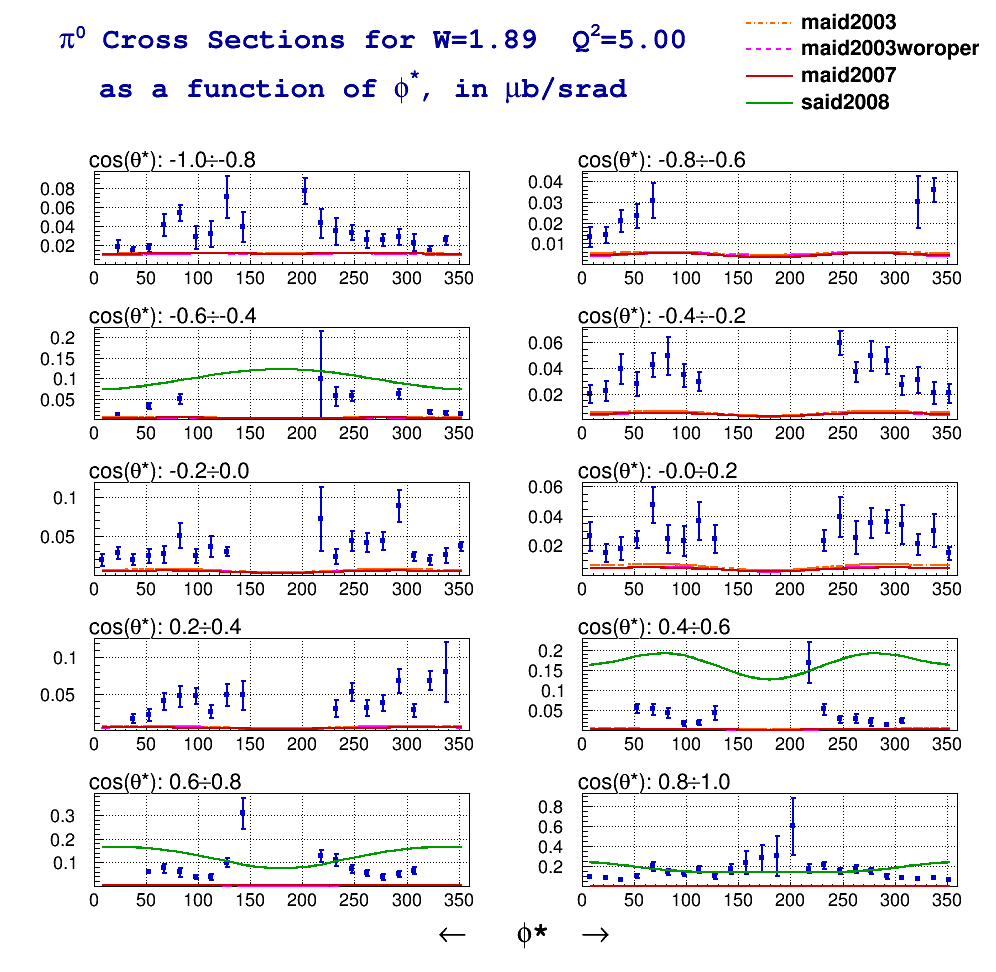 π⁰ Cross Sections for W=1.89 Q²=5.00
as a function of ϕ*, in μb/srad
maid2003
maid2003woroper
maid2007
said2008
cos(θ*): -1.0÷-0.8
0.08
0.06
0.04
0.02
0 50 100 150 200 250 300 350
cos(θ*): -0.8÷-0.6
0.04
0.03
0.02
0.01
0 50 100 150 200 250 300 350
cos(θ*): -0.6÷-0.4
0.2
0.15
0.1
0.05
0 50 100 150 200 250 300 350
cos(θ*): -0.4÷-0.2
0.06
0.04
0.02
0 50 100 150 200 250 300 350
cos(θ*): -0.2÷0.0
0.1
0.05
0 50 100 150 200 250 300 350
cos(θ*): -0.0÷0.2
0.06
0.04
0.02
0 50 100 150 200 250 300 350
cos(θ*): 0.2÷0.4
0.1
0.05
0 50 100 150 200 250 300 350
cos(θ*): 0.4÷0.6
0.2
0.15
0.1
0.05
0 50 100 150 200 250 300 350
cos(θ*): 0.6÷0.8
0.3
0.2
0.1
0 50 100 150 200 250 300 350
cos(θ*): 0.8÷1.0
0.8
0.6
0.4
0.2
0 50 100 150 200 250 300 350
← ϕ* →